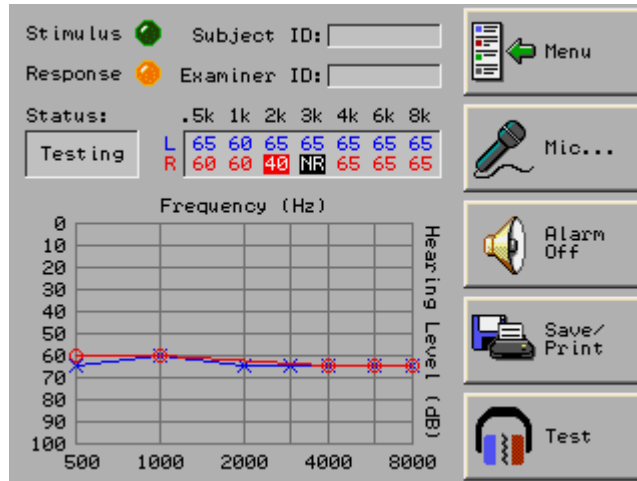 Stimulus Subject ID:
Response Examiner ID:
Status: .5k 1k 2k 3k 4k 6k 8k
Testing
L 65 60 65 65 65 65 65
R 60 60 40 NR 65 65 65
Frequency (Hz)
0
10
20
30
40
50
60
70
80
90
100
500 1000 2000 4000 8000
Hearing Level (dB)
Menu
Mic...
Alarm
Off
Save/
Print
Test